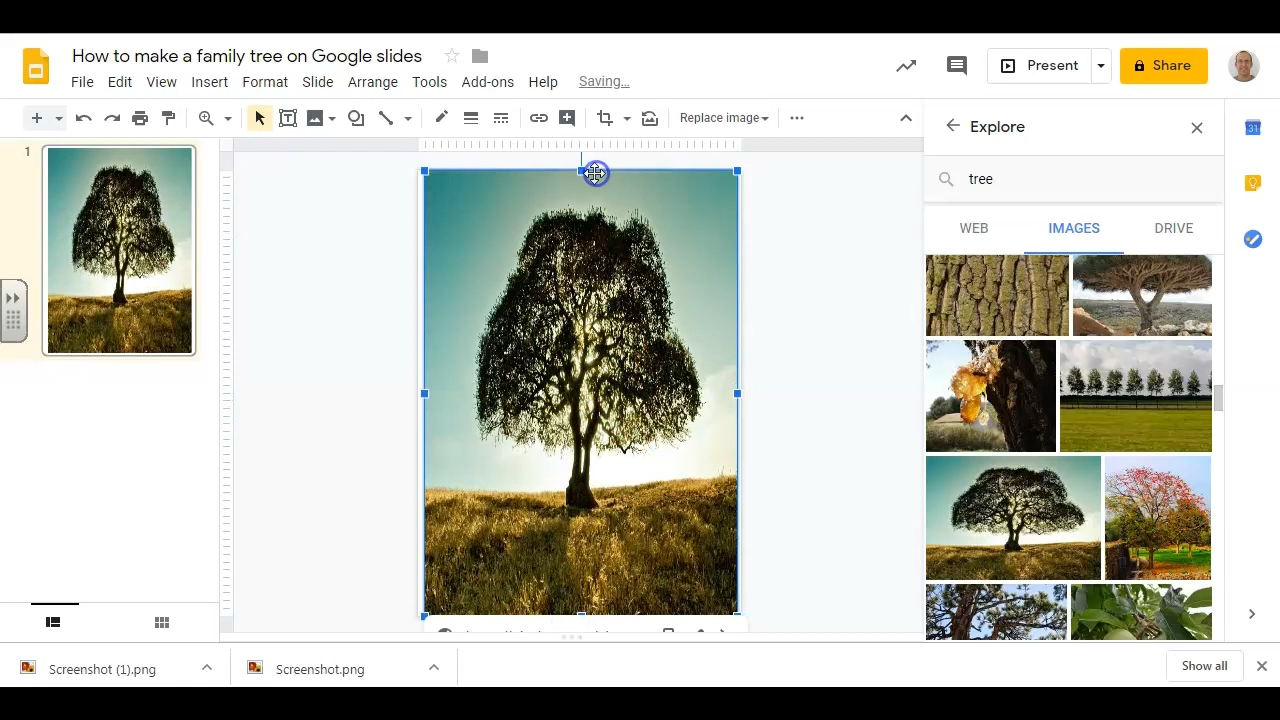 How to make a family tree on Google slides
File Edit View Insert Format Slide Arrange Tools Add-ons Help Saving...
Present
Share
Replace image
Explore
tree
WEB IMAGES DRIVE
1
31
Screenshot (1).png
Screenshot.png
Show all